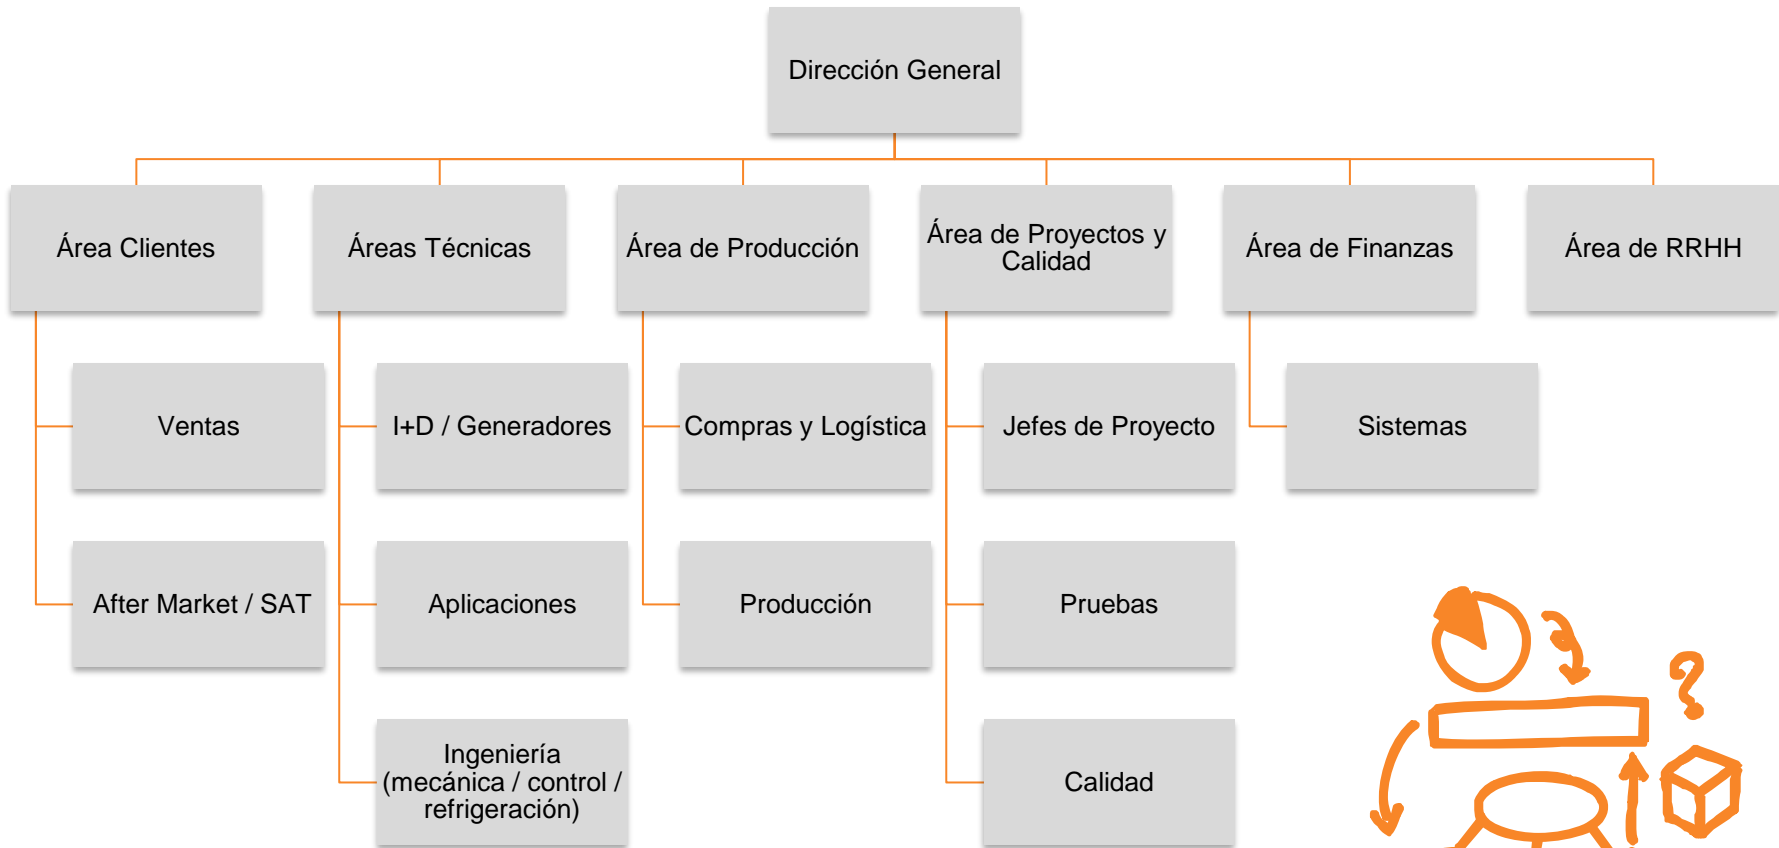 Dirección General
Área Clientes
Áreas Técnicas
Área de Producción
Área de Proyectos y
Calidad
Área de Finanzas
Área de RRHH
Ventas
I+D / Generadores
Compras y Logística
Jefes de Proyecto
Sistemas
After Market / SAT
Aplicaciones
Producción
Pruebas
Ingeniería
(mecánica / control /
refrigeración)
Calidad
?